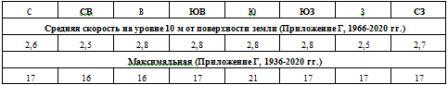 С СВ В ЮВ Ю ЮЗ З СЗ
Средняя скорость на уровне 10 м от поверхности земли (Приложение Г, 1966-2020 гг.)
2,6 2,5 2,8 2,8 2,8 2,8 2,5 2,7
Максимальная (Приложение Г, 1936-2020 гг.)
17 16 16 17 21 17 17 17